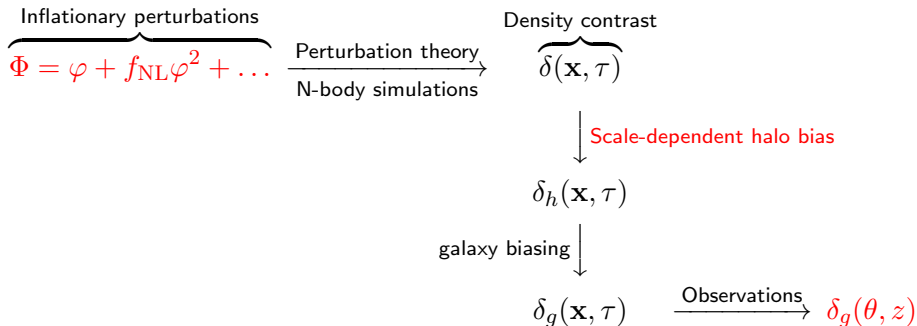 Inflationary perturbations
Φ = φ + f_NL φ² + …
Perturbation theory
N-body simulations
Density contrast
δ(x, τ)
Scale-dependent halo bias
δ_h(x, τ)
galaxy biasing
δ_g(x, τ)
Observations
δ_g(θ, z)